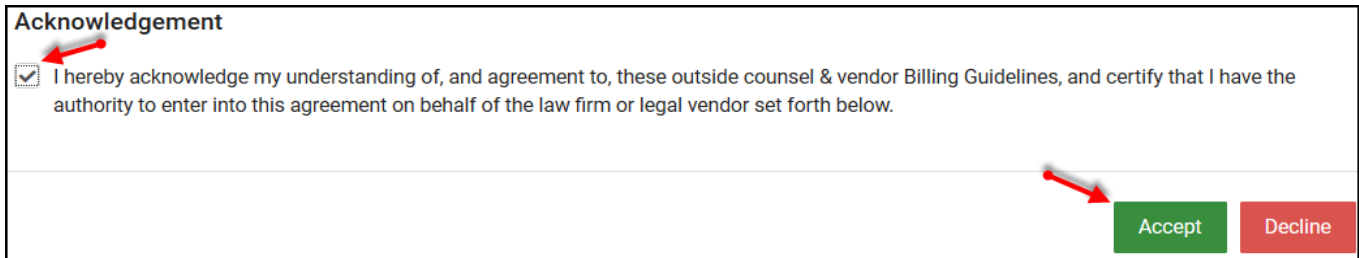 Acknowledgement
I hereby acknowledge my understanding of, and agreement to, these outside counsel & vendor Billing Guidelines, and certify that I have the
authority to enter into this agreement on behalf of the law firm or legal vendor set forth below.
Accept Decline